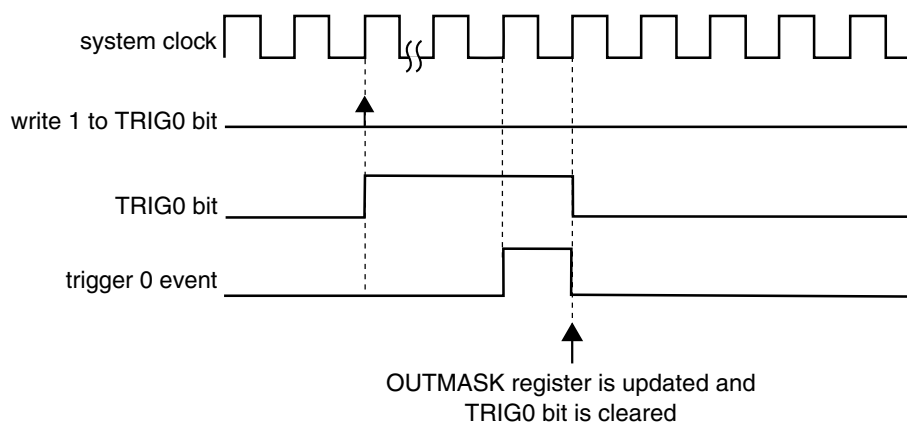 system clock
write 1 to TRIG0 bit
TRIG0 bit
trigger 0 event
OUTMASK register is updated and
TRIG0 bit is cleared